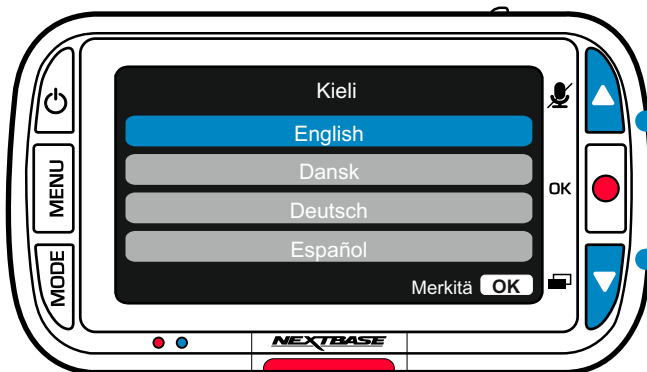 Kieli
English
Dansk
Deutsch
Español
Merkitä OK
MENU
MODE
OK
NEXTBASE